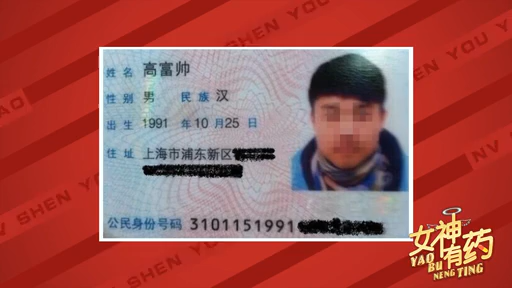 姓名 高富帅
性别 男 民族 汉
出生 1991 年 10 月 25 日
住址 上海市浦东新区
公民身份号码 3101151991
女神有药
YAO
BU
NENG TING